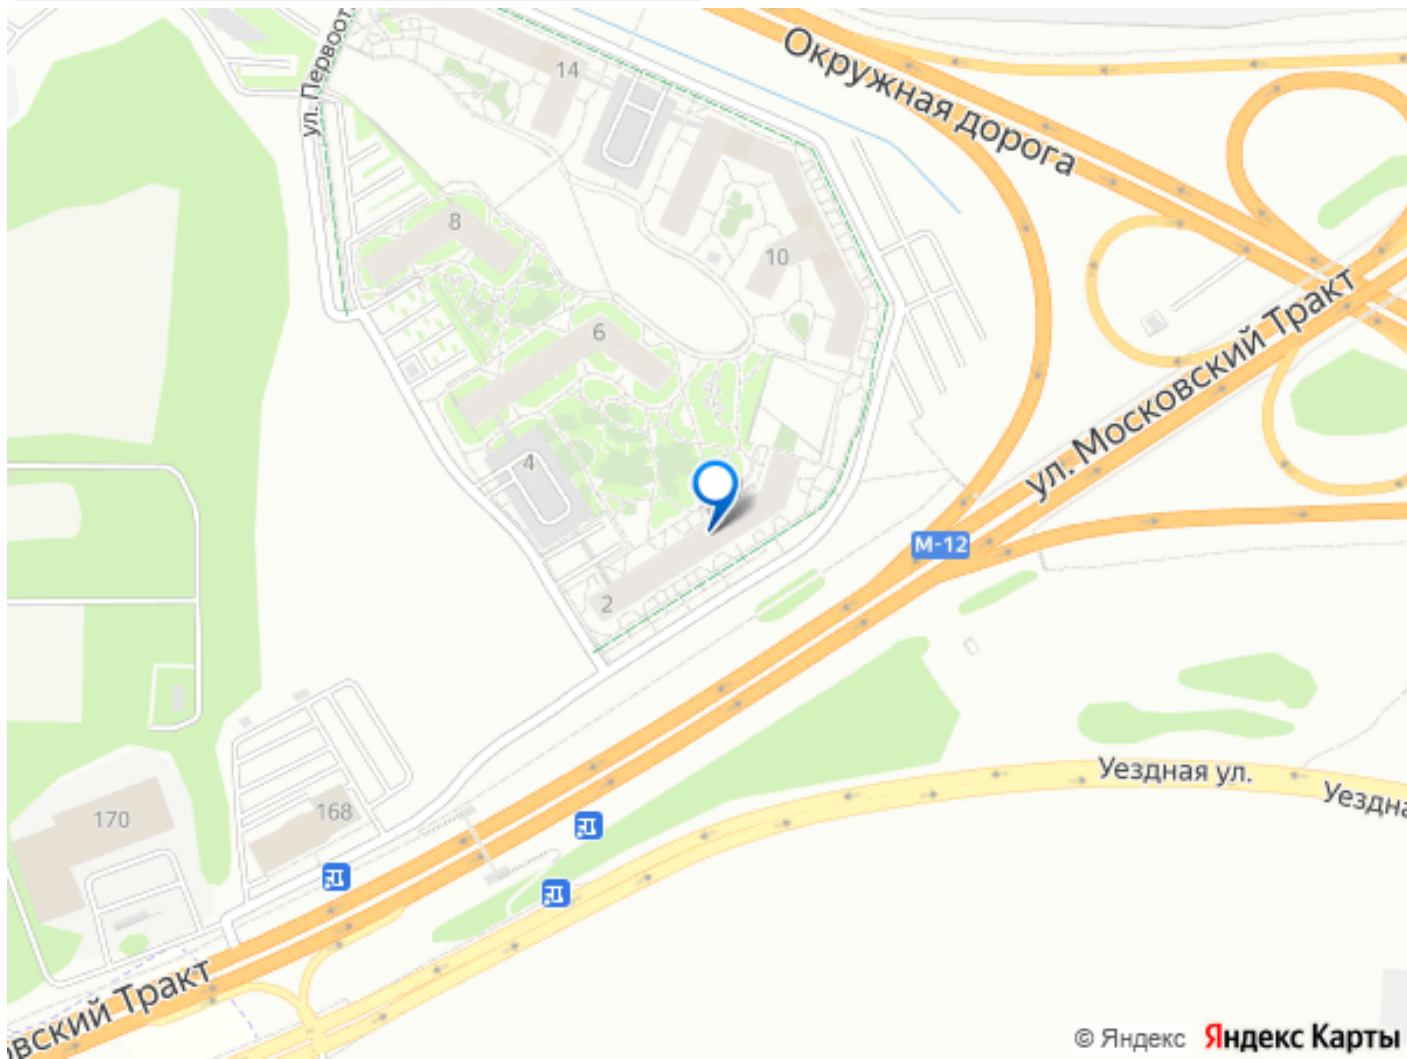 ул. Первоот
14
Окружная дорога
8
10
6
ул. Московский Тракт
4
М-12
2
Уездная ул.
Уездна
168
170
вский Тракт
© Яндекс Яндекс Карты